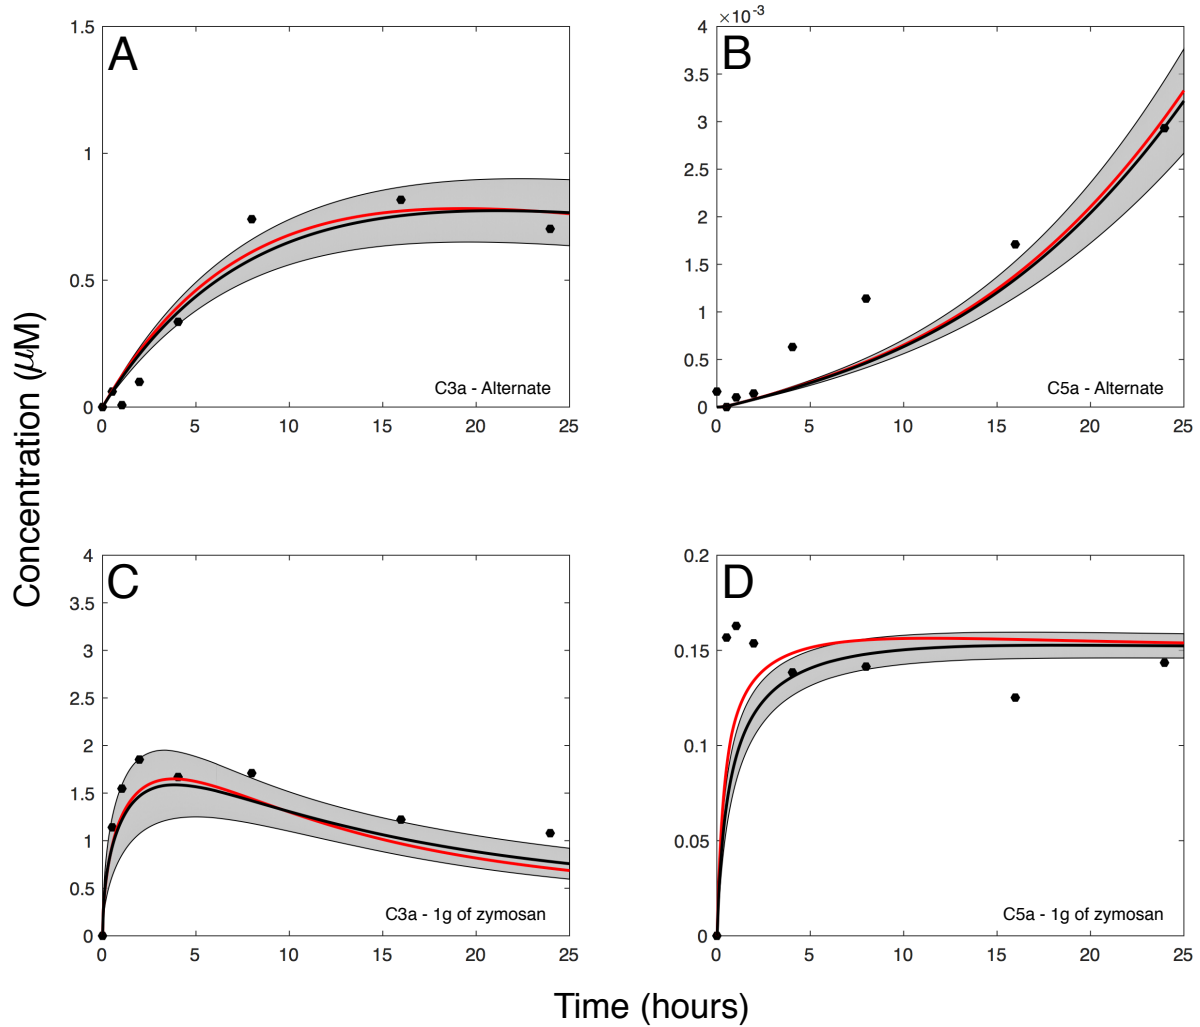 A
1.5
1
0.5
0
0 5 10 15 20 25
C3a - Alternate
B
×10⁻³
4
3.5
3
2.5
2
1.5
1
0.5
0
0 5 10 15 20 25
C5a - Alternate
Concentration (μM)
C
4
3.5
3
2.5
2
1.5
1
0.5
0
0 5 10 15 20 25
C3a - 1g of zymosan
D
0.2
0.15
0.1
0.05
0
0 5 10 15 20 25
C5a - 1g of zymosan
Time (hours)